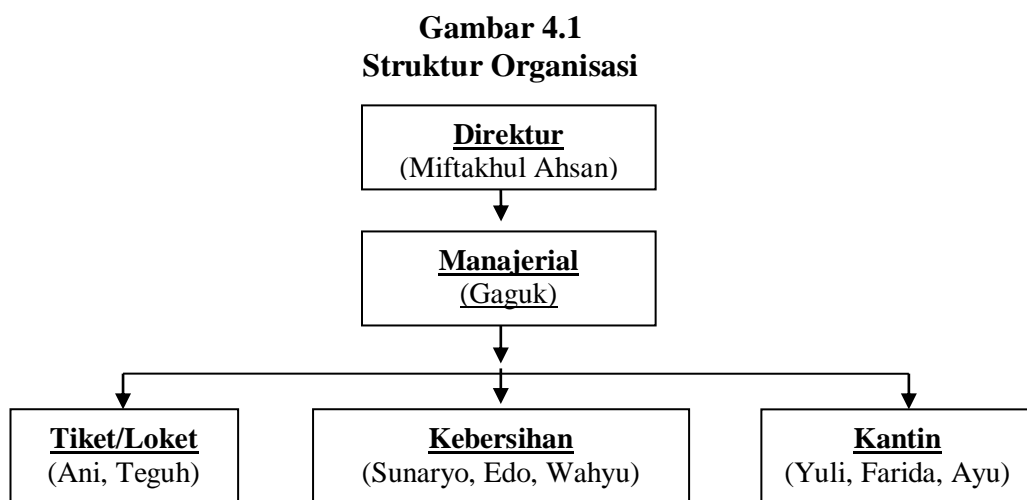 Gambar 4.1
Struktur Organisasi
Direktur
(Miftakhul Ahsan)
Manajerial
(Gaguk)
Tiket/Loket
(Ani, Teguh)
Kebersihan
(Sunaryo, Edo, Wahyu)
Kantin
(Yuli, Farida, Ayu)